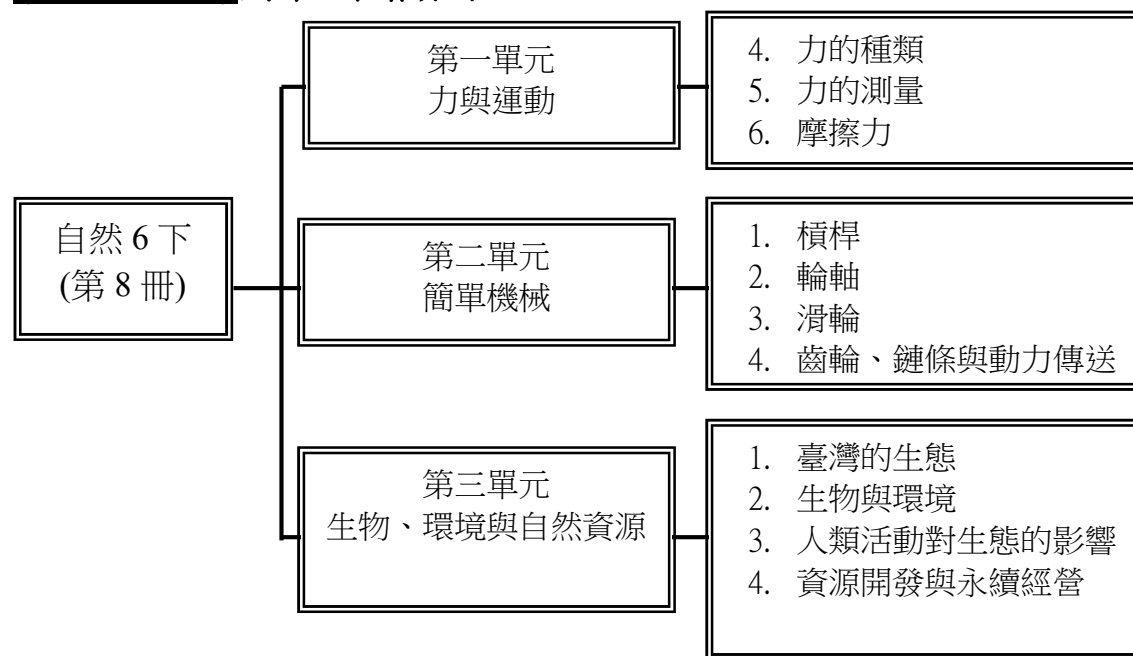 第一單元
力與運動
4. 力的種類
5. 力的測量
6. 摩擦力
自然 6 下
(第 8 冊)
第二單元
簡單機械
1. 槓桿
2. 輪軸
3. 滑輪
4. 齒輪、鏈條與動力傳送
第三單元
生物、環境與自然資源
1. 臺灣的生態
2. 生物與環境
3. 人類活動對生態的影響
4. 資源開發與永續經營